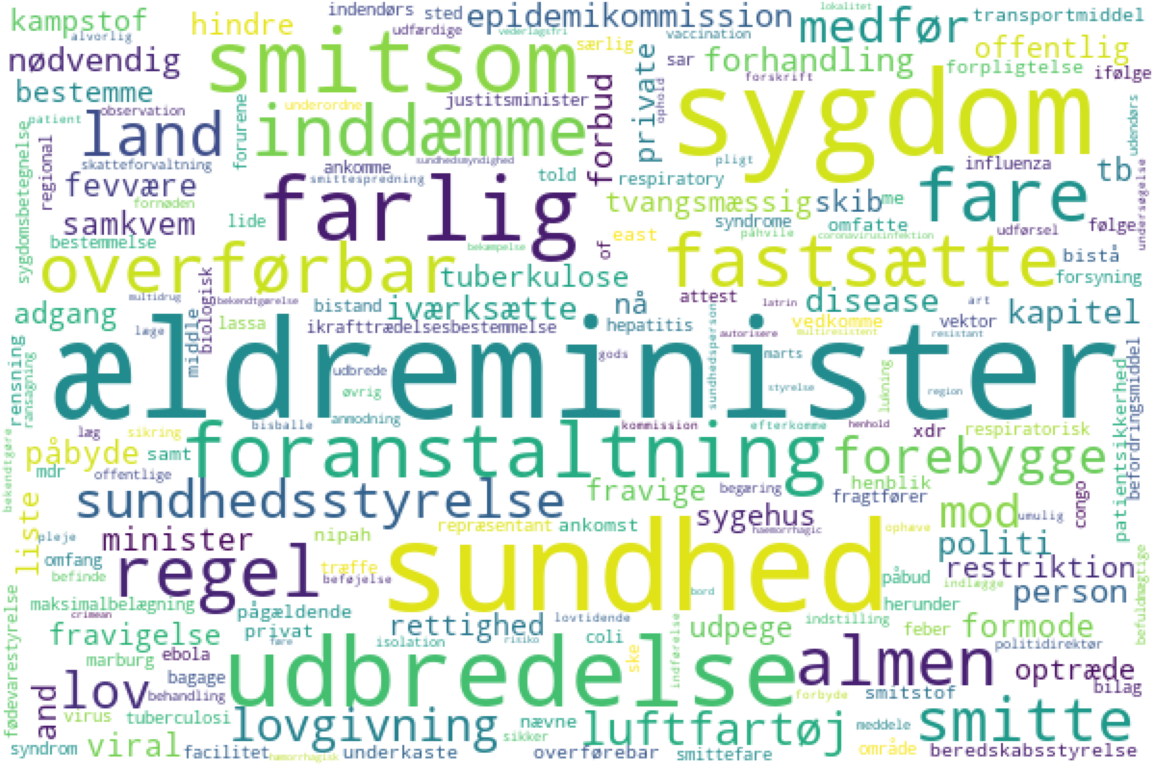 kampstof
alvorlig
hindre
indendørs
sted
udfærdige
epidemikommission
vederlagsfri
særlig
vaccination
lokalitet
medfør
transportmiddel
offentlig
nødvendig
smitsom
sar
forhandling
forskrift
forpligtelse
ifølge
bestemme
observation
underordne
justitsminister
forbud
private
ophold
sygdom
udendørs
patient
land
forurene
inddæmme
skatteforvaltning
sundhedsmyndighed
ankomme
told
respiratory
pligt
influenza
tb
undersøgelse
sygdomsbetegnelse
regional
fevvære
fornøden
smittespredning
farlig
tvangsmæssig
skib
me
fare
samkvem
lide
syndrome
omfatte
udførsel
følge
bestemmelse
bekæmpelse
of
east
påhvile
coronavirusinfektion
bistå
overførbar
tuberkulose
fastsætte
forsyning
adgang
multidrug
biologisk
bekendtgørelse
bistand
iværksætte
nå
attest
latrin
disease
art
kapitel
læge
middle
lassa
ikrafttrædelsesbestemmelse
hepatitis
autorisere
vedkomme
multiresistent
vektor
resistent
rensning
ransagning
ældreminister
gods
sundhedsperson
marts
udbrede
øvrig
styrelse
lukning
region
anmodning
læg
sikring
bisballe
kommission
efterkomme
henhold
xdr
respiratorisk
patientsikkerhed
befordringsmiddel
bekendtgøre
påbyde
samt
foranstaltning
forebygge
mdr
offentlige
sundhedsstyrelse
fravige
begæring
henblik
fragtfører
congo
liste
repræsentant
ankomst
sygehus
haemorrhagic
ophæve
mod
umulig
pleje
minister
nipah
sundhed
politi
omfang
befinde
regel
træffe
beføjelse
påbud
indlægge
restriktion
person
bord
maksimalbelægning
crimean
pågældende
lovtidende
herunder
fravigelse
privat
føre
rettighed
isolation
risiko
coli
ske
indførelse
udpege
indstilling
feber
formode
befuldmægtige
fødevarestyrelse
marburg
ebola
udbredelse
almen
politidirektør
optræde
and
lov
bagage
behandling
forbyde
smitstof
bilag
virus
tuberculosi
lovgivning
nævne
sikker
luftfartøj
meddele
smitte
syndrom
viral
facilitet
hæmorrhagisk
underkaste
overførebar
smittefare
område
beredskabsstyrelse